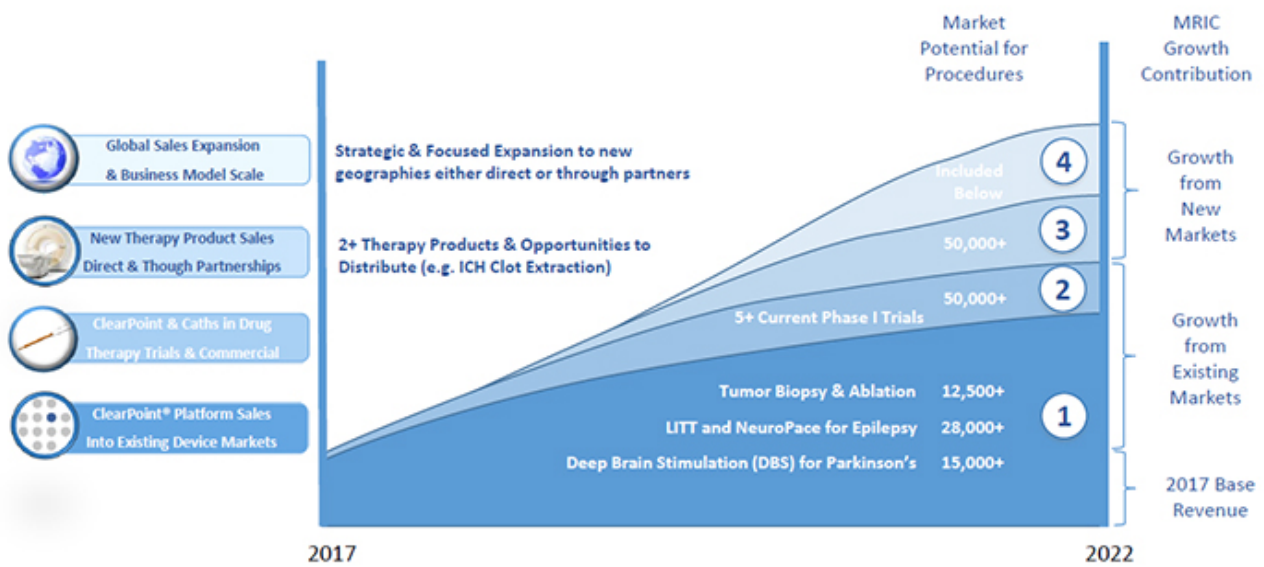 Market
Potential for
Procedures
MRIC
Growth
Contribution
Global Sales Expansion
& Business Model Scale
Strategic & Focused Expansion to new
geographies either direct or through partners
Included
Below
4
Growth
from
New
Markets
New Therapy Product Sales
Direct & Though Partnerships
2+ Therapy Products & Opportunities to
Distribute (e.g. ICH Clot Extraction)
50,000+
3
ClearPoint & Caths in Drug
Therapy Trials & Commercial
5+ Current Phase I Trials
50,000+
2
Growth
from
Existing
Markets
ClearPoint® Platform Sales
Into Existing Device Markets
Tumor Biopsy & Ablation 12,500+
LITT and NeuroPace for Epilepsy 28,000+
Deep Brain Stimulation (DBS) for Parkinson's 15,000+
1
2017 Base
Revenue
2017
2022